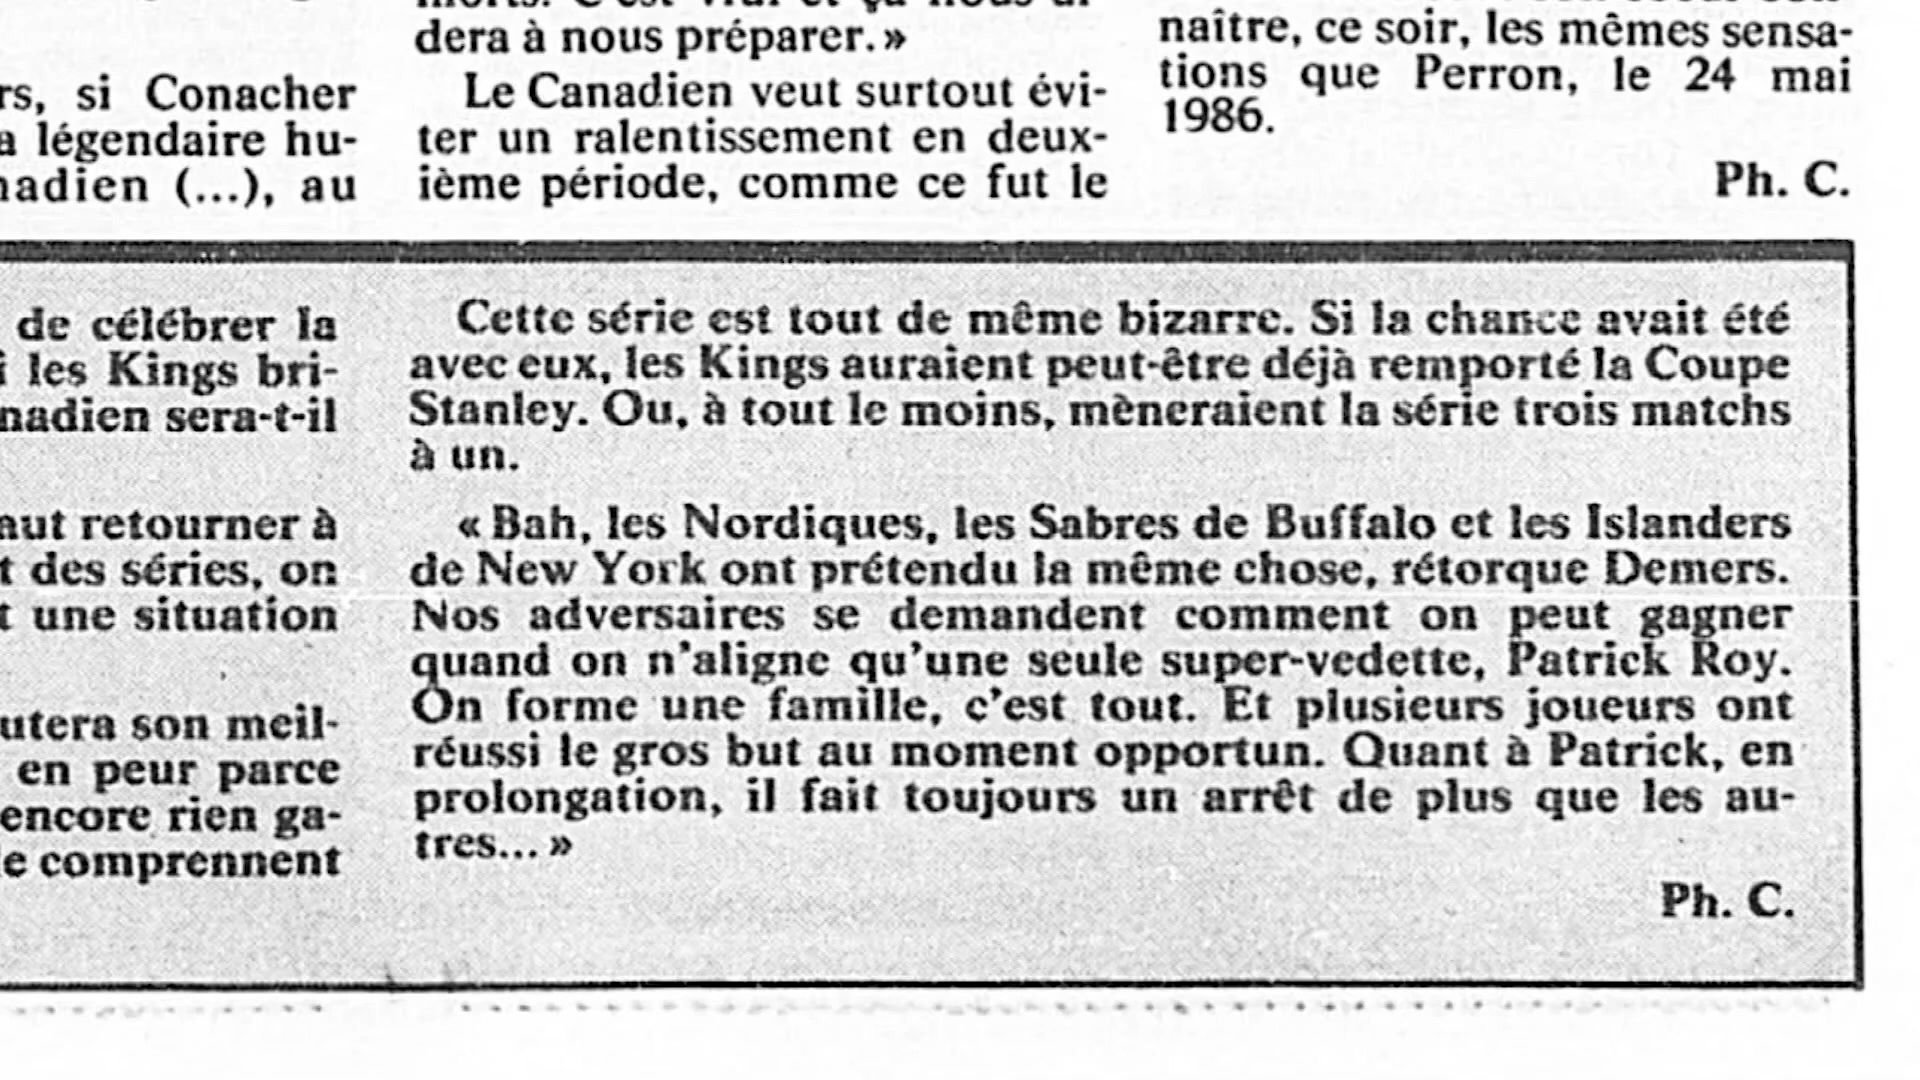 dera à nous préparer.»
Le Canadien veut surtout évi-
ter un ralentissement en deux-
ième période, comme ce fut le
naître, ce soir, les mêmes sensa-
tions que Perron, le 24 mai
1986.
Ph. C.
rs, si Conacher
a légendaire hu-
nadien (...), au
de célébrer la
i les Kings bri-
nadien sera-t-il
aut retourner à
t des séries, on
t une situation
utera son meil-
en peur parce
encore rien ga-
le comprennent
Cette série est tout de même bizarre. Si la chance avait été
avec eux, les Kings auraient peut-être déjà remporté la Coupe
Stanley. Ou, à tout le moins, mèneraient la série trois matchs
à un.
« Bah, les Nordiques, les Sabres de Buffalo et les Islanders
de New York ont prétendu la même chose, rétorque Demers.
Nos adversaires se demandent comment on peut gagner
quand on n'aligne qu'une seule super-vedette, Patrick Roy.
On forme une famille, c'est tout. Et plusieurs joueurs ont
réussi le gros but au moment opportun. Quant à Patrick, en
prolongation, il fait toujours un arrêt de plus que les au-
tres... »
Ph. C.